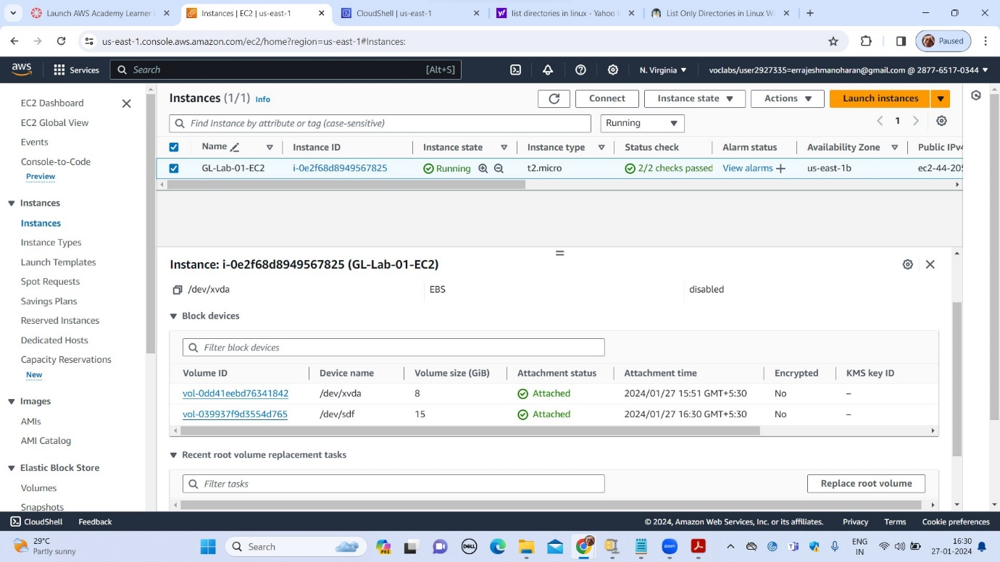 Launch AWS Academy Learner
Instances | EC2 | us-east-1
CloudShell | us-east-1
list directories in linux - Yahoo
List Only Directories in Linux
us-east-1.console.aws.amazon.com/ec2/home?region=us-east-1#Instances:
Paused
aws
Services
Search
[Alt+S]
N. Virginia
voclabs/user2927335=errajeshmanoharan@gmail.com @ 2877-6517-0344
EC2 Dashboard
EC2 Global View
Events
Console-to-Code
Preview
Instances
Instances
Instance Types
Launch Templates
Spot Requests
Savings Plans
Reserved Instances
Dedicated Hosts
Capacity Reservations
New
Images
AMIs
AMI Catalog
Elastic Block Store
Volumes
Snapshots
Instances (1/1) Info
Connect
Instance state
Actions
Launch instances
Find Instance by attribute or tag (case-sensitive)
Running
1
Name Instance ID Instance state Instance type Status check Alarm status Availability Zone Public IPv4
GL-Lab-01-EC2 i-0e2f68d8949567825 Running t2.micro 2/2 checks passed View alarms us-east-1b ec2-44-205
Instance: i-0e2f68d8949567825 (GL-Lab-01-EC2)
/dev/xvda EBS disabled
Block devices
Filter block devices
Volume ID Device name Volume size (GiB) Attachment status Attachment time Encrypted KMS key ID
vol-0dd41eebd76341842 /dev/xvda 8 Attached 2024/01/27 15:51 GMT+5:30 No –
vol-039937f9d3554d765 /dev/sdf 15 Attached 2024/01/27 16:30 GMT+5:30 No –
Recent root volume replacement tasks
Filter tasks
Replace root volume
CloudShell Feedback
© 2024, Amazon Web Services, Inc. or its affiliates. Privacy Terms Cookie preferences
29°C
Partly sunny
Search
PRE
DELL
zoom
ENG
IN
16:30
27-01-2024